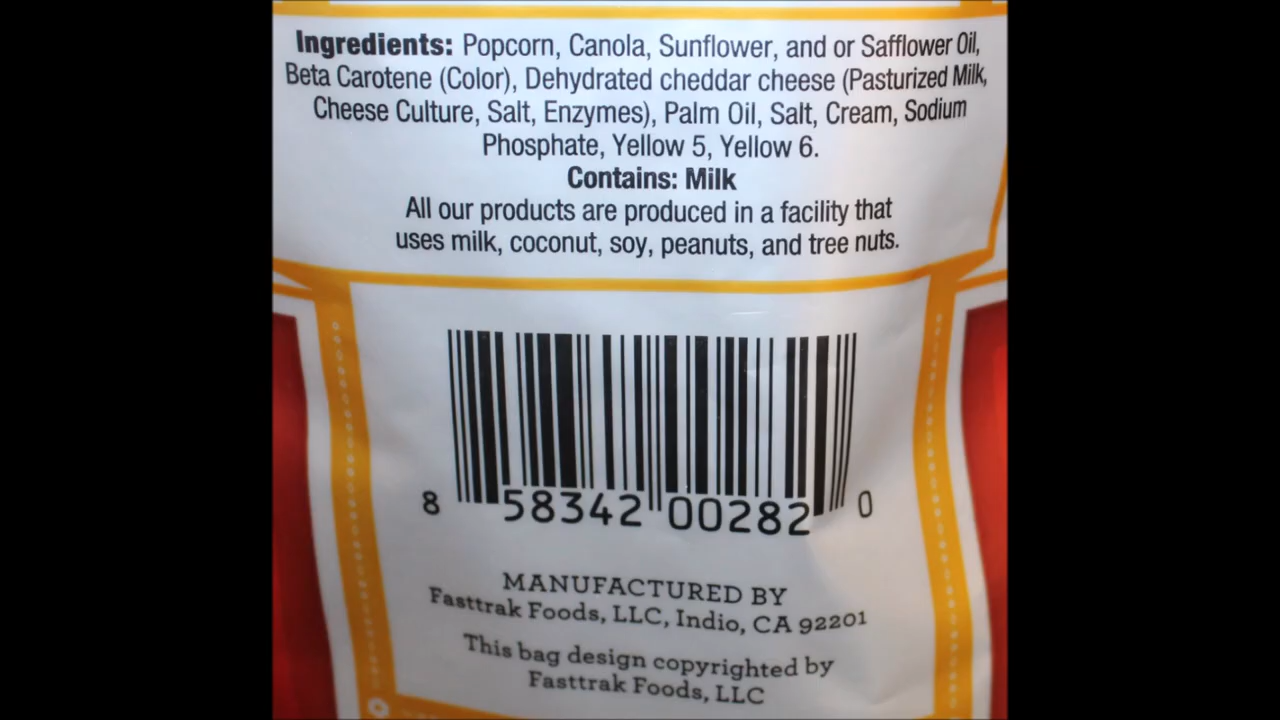 Ingredients: Popcorn, Canola, Sunflower, and or Safflower Oil,
Beta Carotene (Color), Dehydrated cheddar cheese (Pasturized Milk,
Cheese Culture, Salt, Enzymes), Palm Oil, Salt, Cream, Sodium
Phosphate, Yellow 5, Yellow 6.
Contains: Milk
All our products are produced in a facility that
uses milk, coconut, soy, peanuts, and tree nuts.
8 58342 00282 0
MANUFACTURED BY
Fasttrak Foods, LLC, Indio, CA 92201
This bag design copyrighted by
Fasttrak Foods, LLC